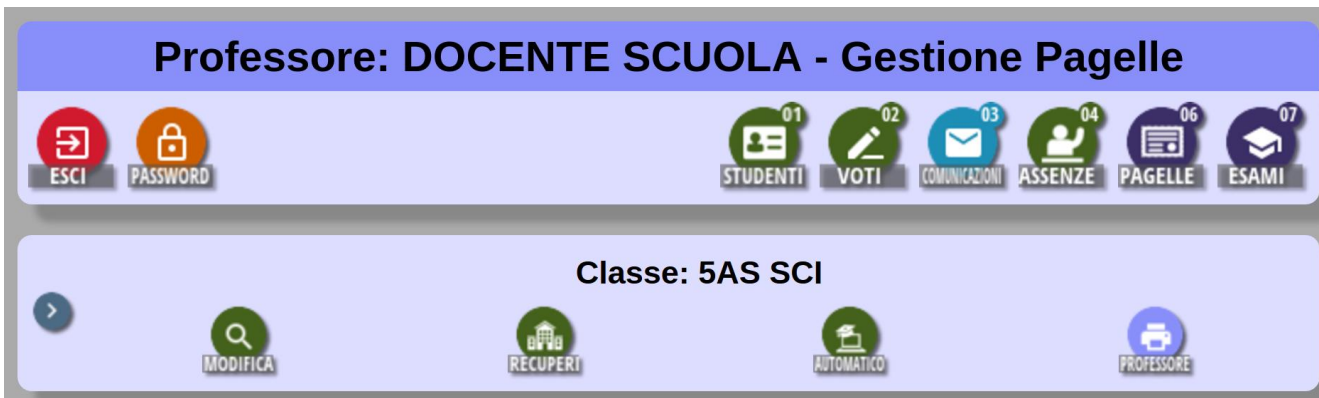 Professore: DOCENTE SCUOLA - Gestione Pagelle
01 02 03 04 06 07
ESCI PASSWORD STUDENTI VOTI COMUNICAZIONI ASSENZE PAGELLE ESAMI
Classe: 5AS SCI
MODIFICA RECUPERI AUTOMATICO PROFESSORE